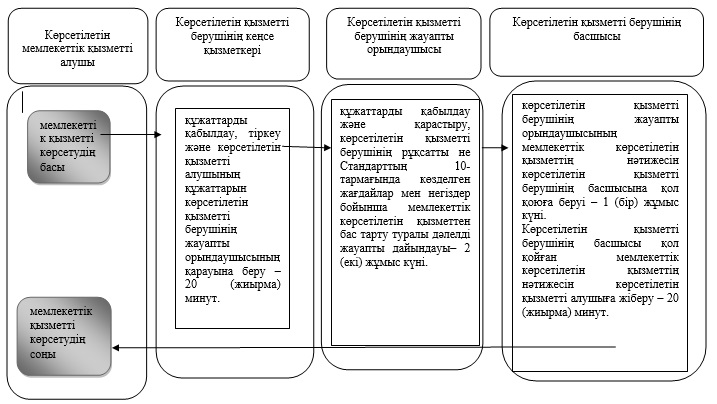 Көрсетілетін
мемлекеттік қызметті
алушы
Көрсетілетін қызметті
берушінің кеңсе
қызметкері
Көрсетілетін қызметті
берушінің жауапты
орындаушысы
Көрсетілетін қызметті берушінің
басшысы
мемлекетті
к қызметті
көрсетудің
басы
құжаттарды
қабылдау, тіркеу
және көрсетілетін
қызметті
алушының
құжаттарын
көрсетілетін
қызметті
берушінің
жауапты
орындаушысының
қарауына беру –
20 (жиырма)
минут.
құжаттарды қабылдау
және қарастыру,
көрсетілетін қызметті
берушінің рұқсатты не
Стандарттың 10-
тармағында көзделген
жағдайлар мен негіздер
бойынша мемлекеттік
көрсетілетін қызметтен
бас тарту туралы дәлелді
жауапты дайындауы– 2
(екі) жұмыс күні.
көрсетілетін қызметті
берушінің жауапты
орындаушысының
мемлекеттік көрсетілетін
қызметтің нәтижесін
көрсетілетін қызметті
берушінің басшысына қол
қоюға беруі – 1 (бір) жұмыс
күні.
Көрсетілетін қызметті
берушінің басшысы қол
қойған мемлекеттік
көрсетілетін қызметтің
нәтижесін көрсетілетін
қызметті алушыға жіберу – 20
(жиырма) минут.
мемлекеттік
қызметті
көрсетудің
соңы